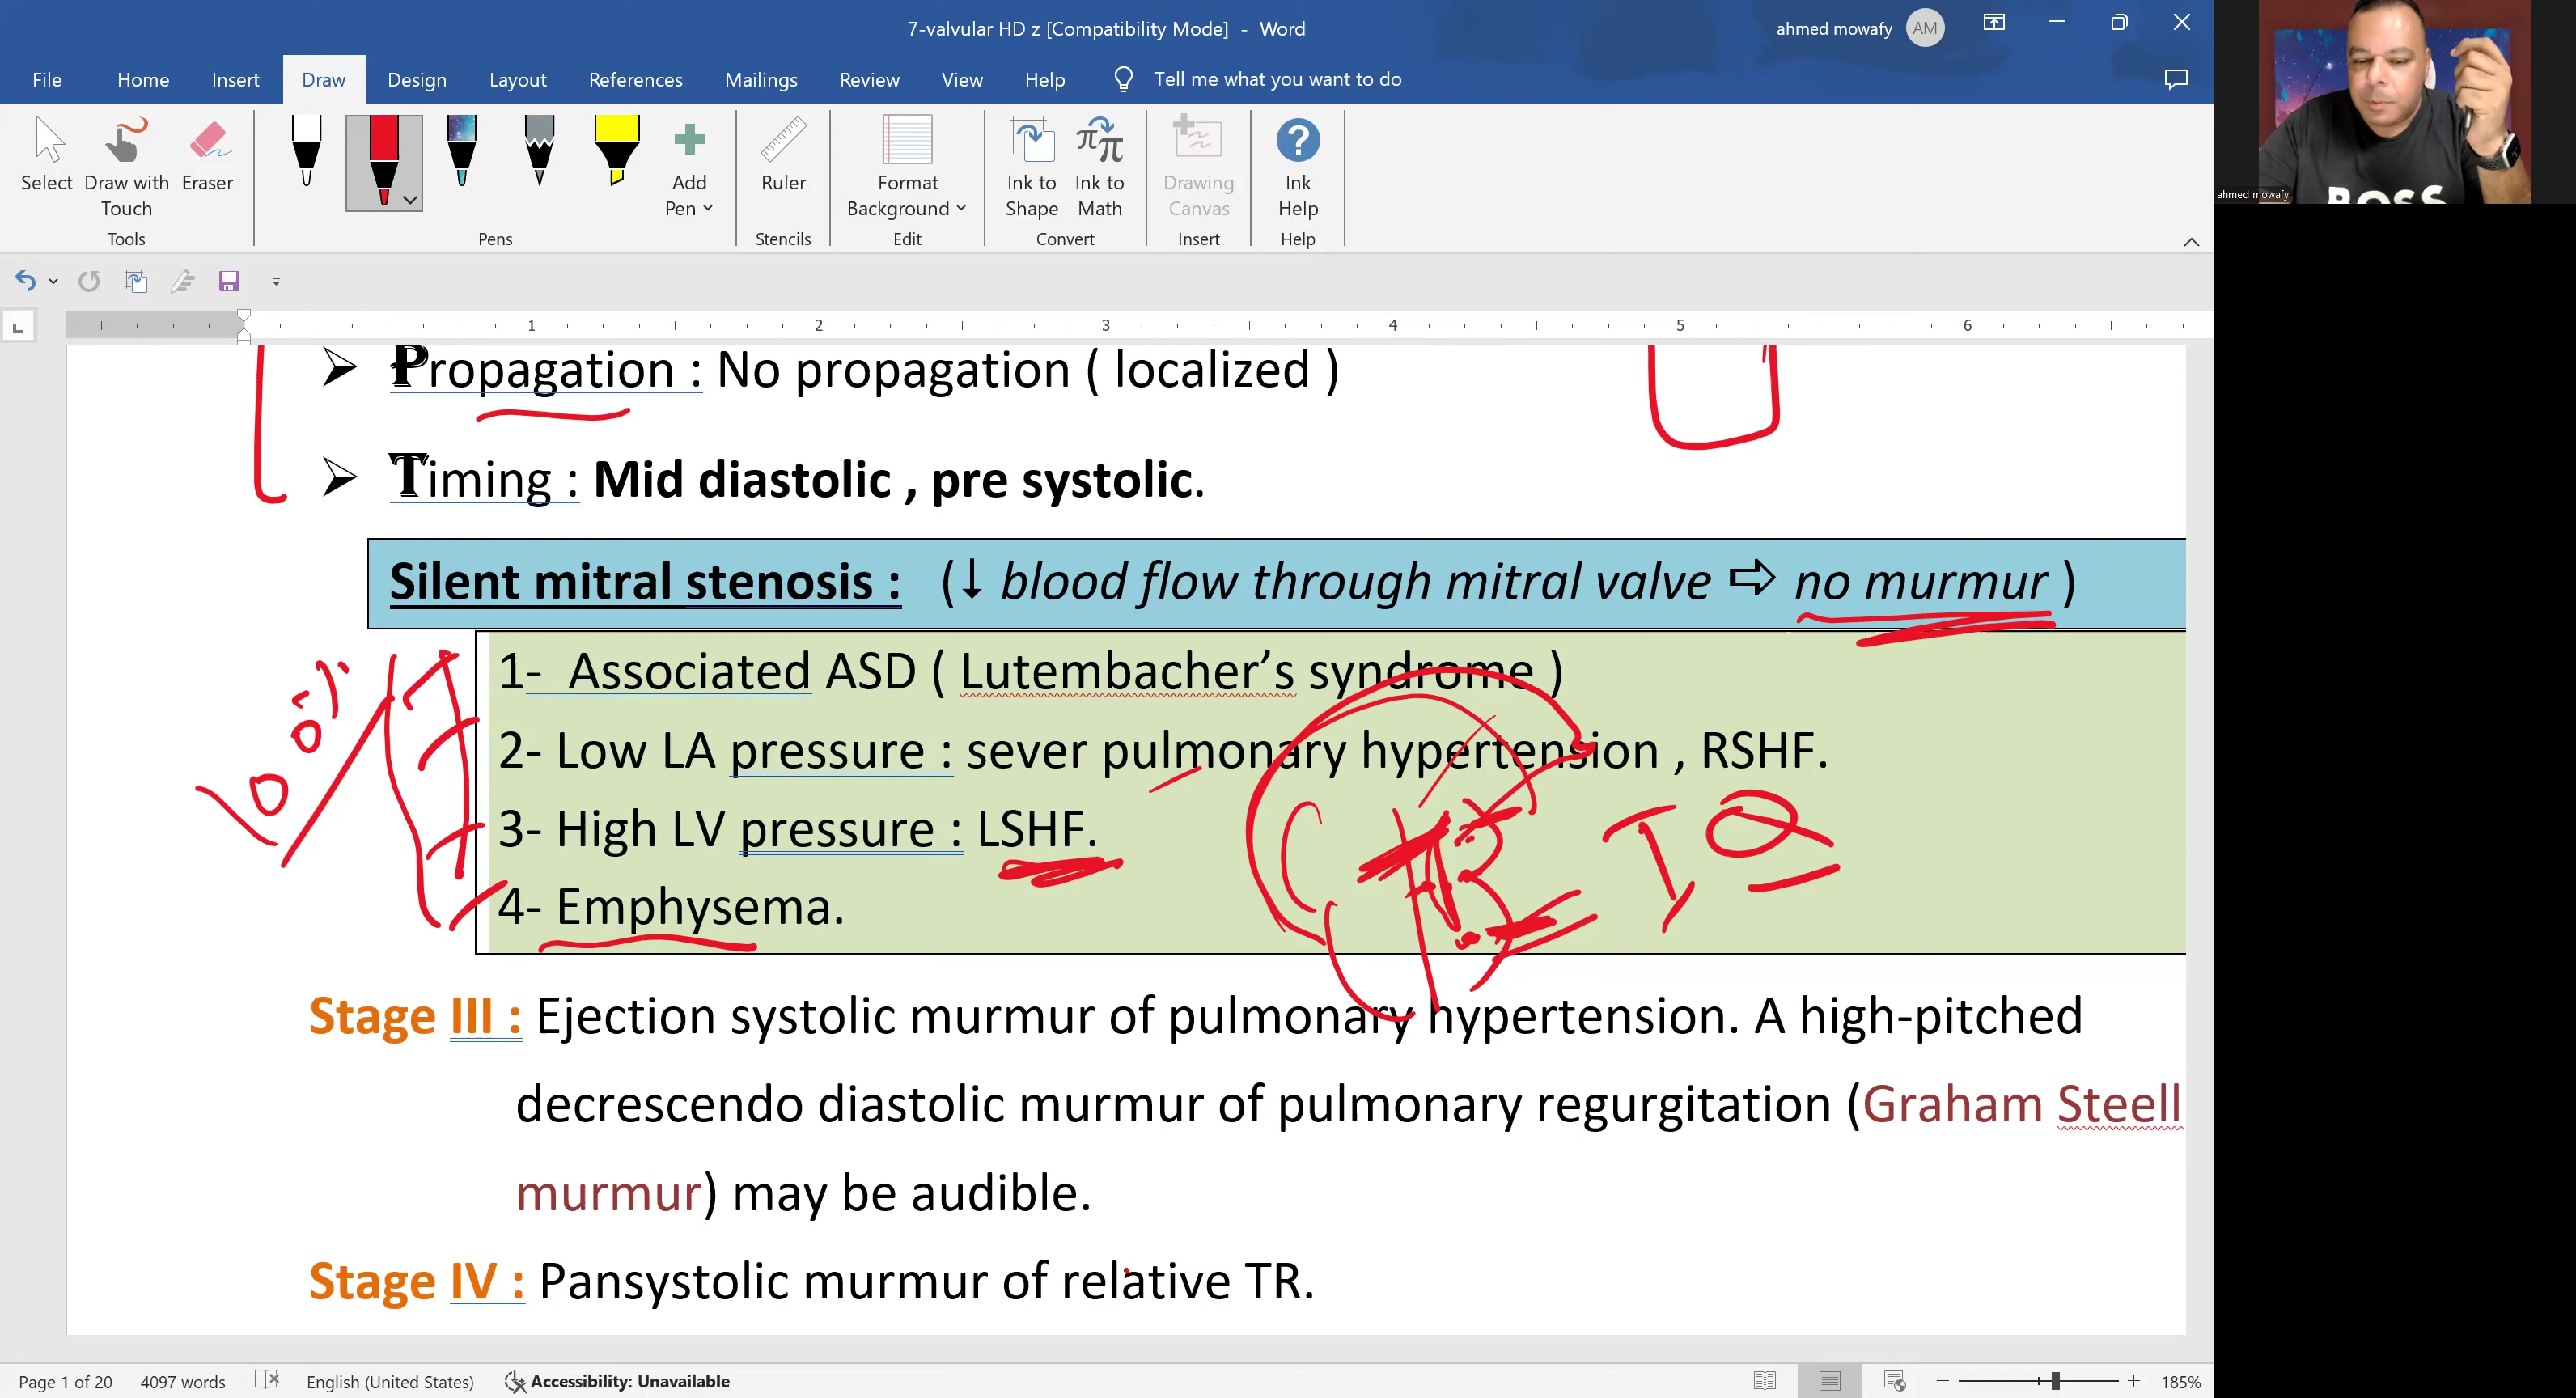 7-valvular HD z [Compatibility Mode] - Word
ahmed mowafy AM
File Home Insert Draw Design Layout References Mailings Review View Help Tell me what you want to do
Select Draw with Touch Eraser Add Pen Ruler Format Background Ink to Shape Ink to Math Drawing Canvas Ink Help
Tools Pens Stencils Edit Convert Insert Help
ahmed mowafy
BOSS
1 2 3 4 5 6
Propagation : No propagation ( localized )
Timing : Mid diastolic , pre systolic.
Silent mitral stenosis : (↓ blood flow through mitral valve ⇨ no murmur )
1- Associated ASD ( Lutembacher’s syndrome )
2- Low LA pressure : sever pulmonary hypertension , RSHF.
3- High LV pressure : LSHF.
4- Emphysema.
Stage III : Ejection systolic murmur of pulmonary hypertension. A high-pitched
decrescendo diastolic murmur of pulmonary regurgitation (Graham Steell
murmur) may be audible.
Stage IV : Pansystolic murmur of relative TR.
Page 1 of 20 4097 words English (United States) Accessibility: Unavailable 185%